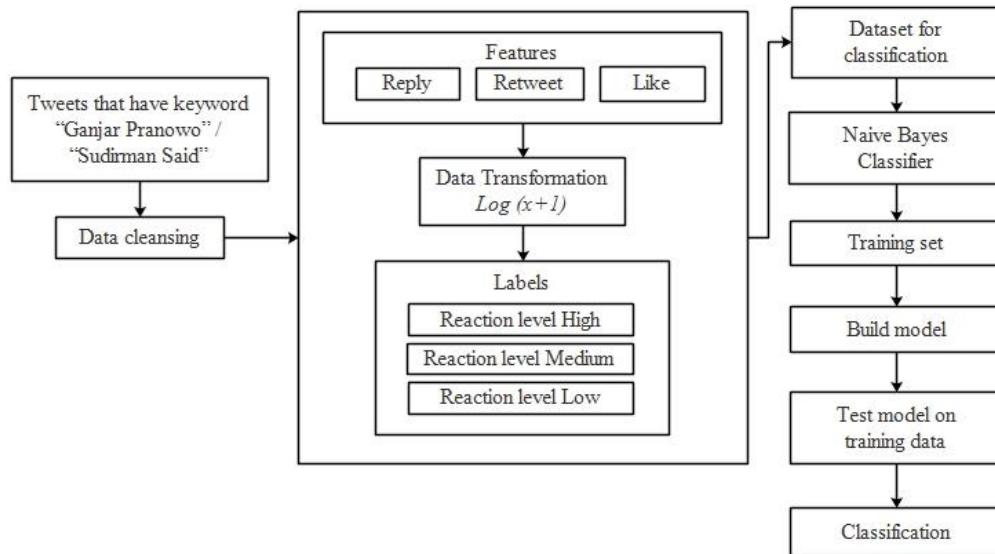 Tweets that have keyword
“Ganjar Pranowo” /
“Sudirman Said”
Data cleansing
Features
Reply
Retweet
Like
Data Transformation
Log (x+1)
Labels
Reaction level High
Reaction level Medium
Reaction level Low
Dataset for
classification
Naive Bayes
Classifier
Training set
Build model
Test model on
training data
Classification